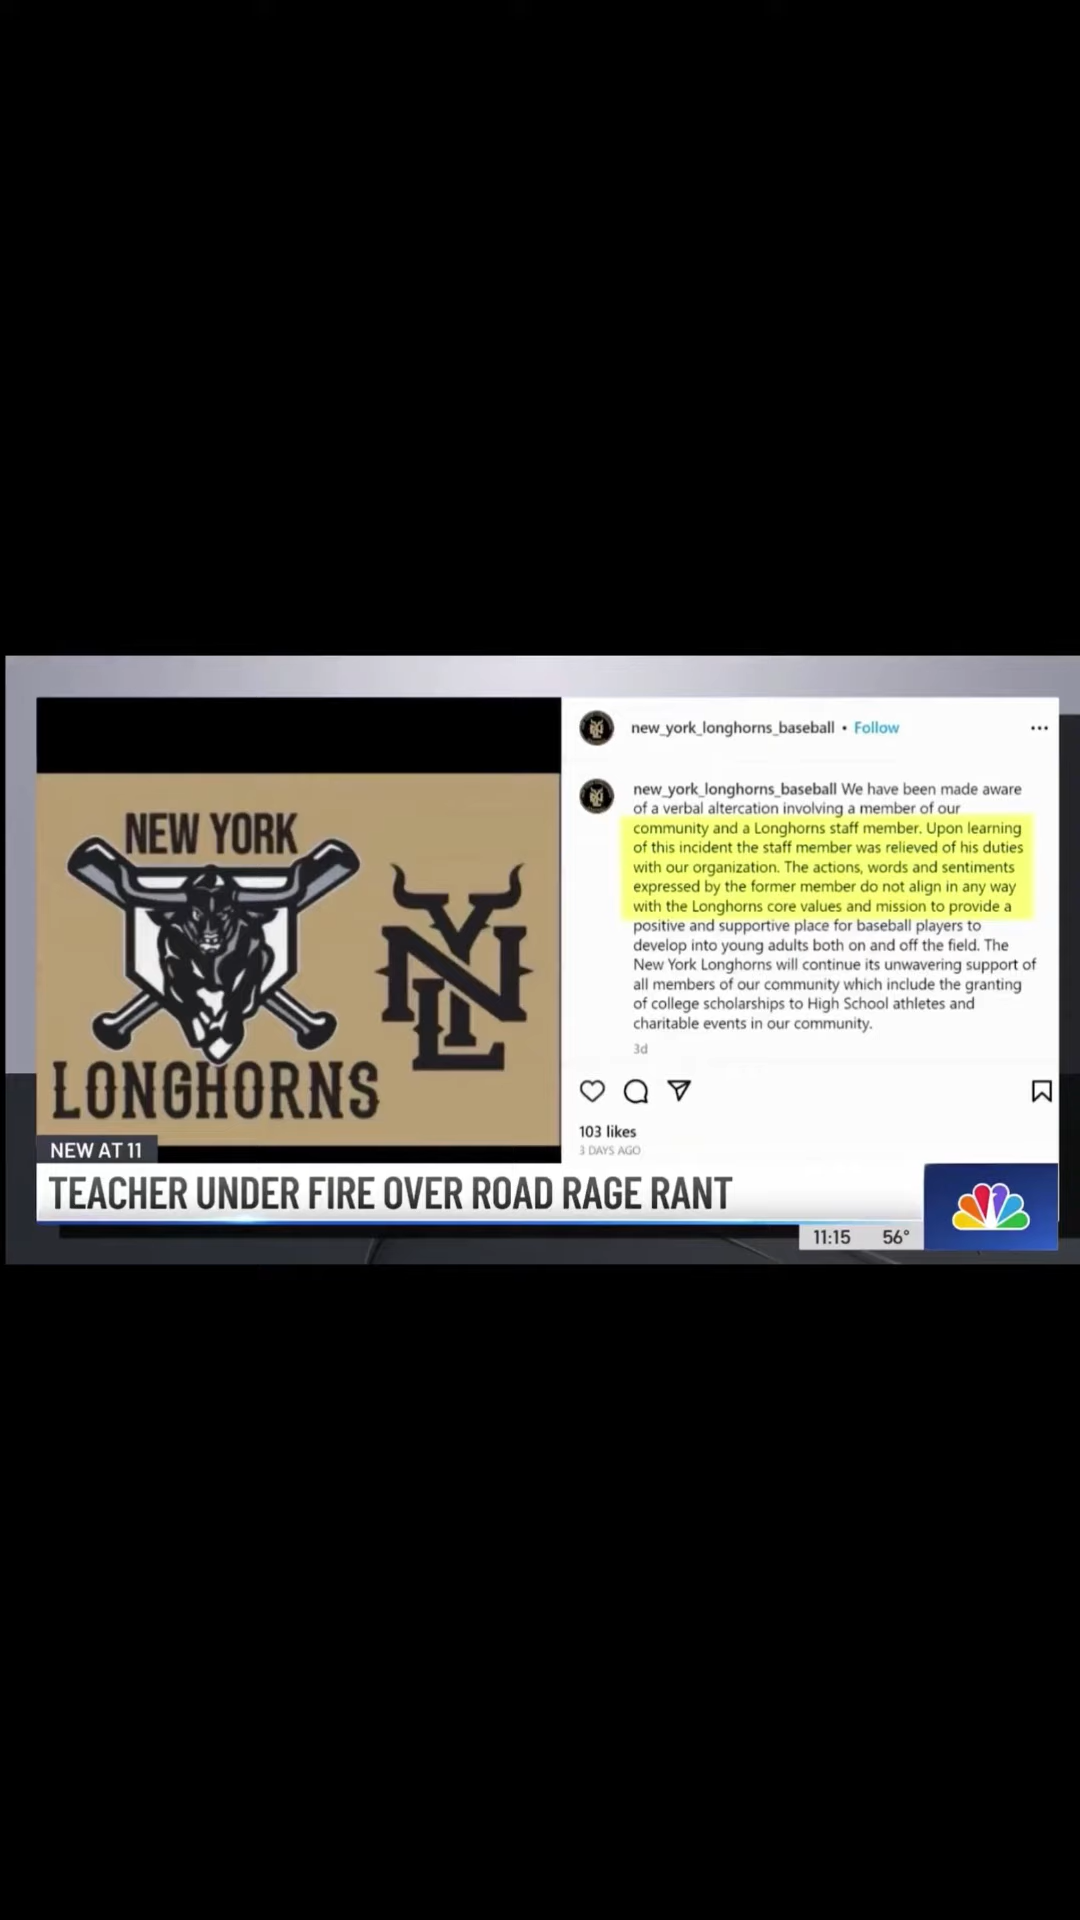 NEW YORK
LONGHORNS
NYL
new_york_longhorns_baseball • Follow
new_york_longhorns_baseball We have been made aware
of a verbal altercation involving a member of our
community and a Longhorns staff member. Upon learning
of this incident the staff member was relieved of his duties
with our organization. The actions, words and sentiments
expressed by the former member do not align in any way
with the Longhorns core values and mission to provide a
positive and supportive place for baseball players to
develop into young adults both on and off the field. The
New York Longhorns will continue its unwavering support of
all members of our community which include the granting
of college scholarships to High School athletes and
charitable events in our community.
3d
103 likes
3 DAYS AGO
NEW AT 11
TEACHER UNDER FIRE OVER ROAD RAGE RANT
11:15 56°